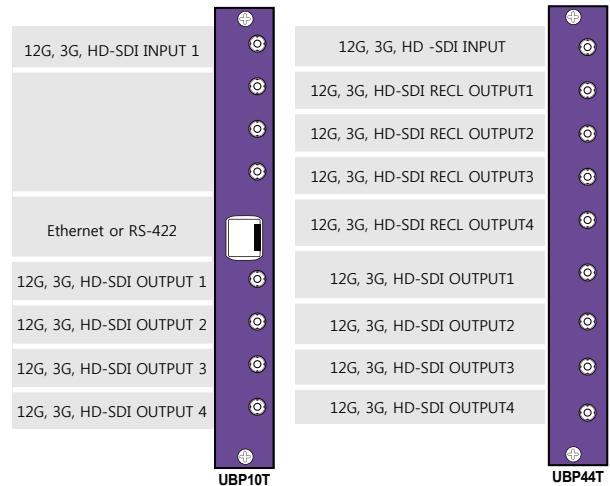 12G, 3G, HD-SDI INPUT 1
Ethernet or RS-422
12G, 3G, HD-SDI OUTPUT 1
12G, 3G, HD-SDI OUTPUT 2
12G, 3G, HD-SDI OUTPUT 3
12G, 3G, HD-SDI OUTPUT 4
UBP10T
12G, 3G, HD -SDI INPUT
12G, 3G, HD-SDI RECL OUTPUT1
12G, 3G, HD-SDI RECL OUTPUT2
12G, 3G, HD-SDI RECL OUTPUT3
12G, 3G, HD-SDI RECL OUTPUT4
12G, 3G, HD-SDI OUTPUT1
12G, 3G, HD-SDI OUTPUT2
12G, 3G, HD-SDI OUTPUT3
12G, 3G, HD-SDI OUTPUT4
UBP44T